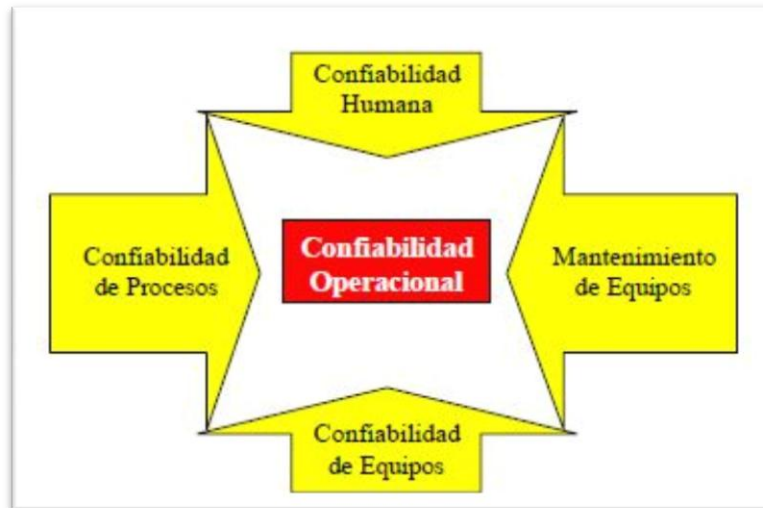 Confiabilidad
Humana
Confiabilidad
de Procesos
Confiabilidad
Operacional
Mantenimiento
de Equipos
Confiabilidad
de Equipos